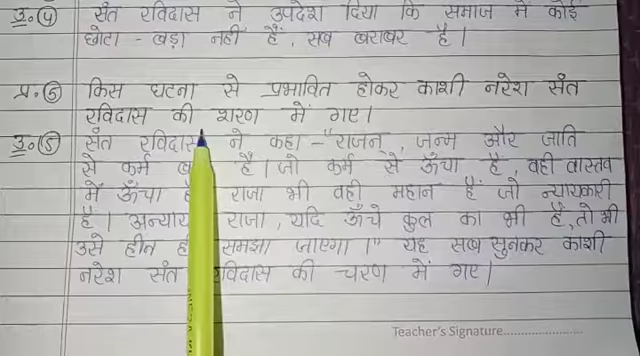 उ.④ संत रविदास ने उपदेश दिया कि समाज में कोई
छोटा - बड़ा नहीं हैं, सब बराबर है।
प्र.⑤ किस घटना से प्रभावित होकर काशी नरेश संत
रविदास की शरण में गए।
उ.⑤ संत रविदास ने कहा - "राजन्, जन्म और जाति
से कर्म है। जो कर्म से ऊँचा है, वही वास्तव
में ऊँचा है राजा भी वही महान हैं जो न्यायकारी
है। अन्याय राजा, यदि ऊँचे कुल का भी है, तो भी
उसे हीन समझा जाएगा।" यह सब सुनकर काशी
नरेश संत रविदास की चरण में गए।
Teacher's Signature.....................